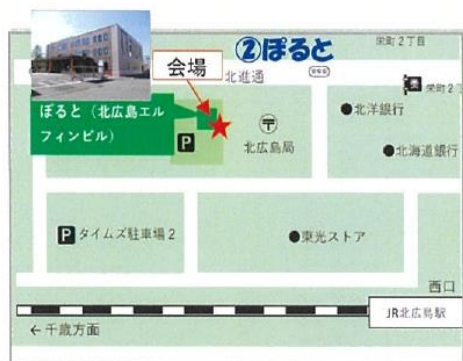 ②ぽると
栄町2丁目
会場
北進通
栄町2丁
ぽると（北広島エル
フィンビル）
P
〒
北広島局
●北洋銀行
●北海道銀行
P タイムズ駐車場2
●東光ストア
西口
JR北広島駅
←千歳方面